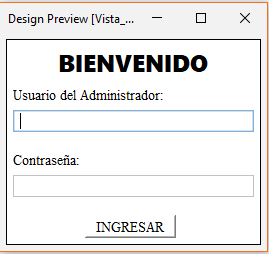 Design Preview [Vista_...
BIENVENIDO
Usuario del Administrador:
Contraseña:
INGRESAR